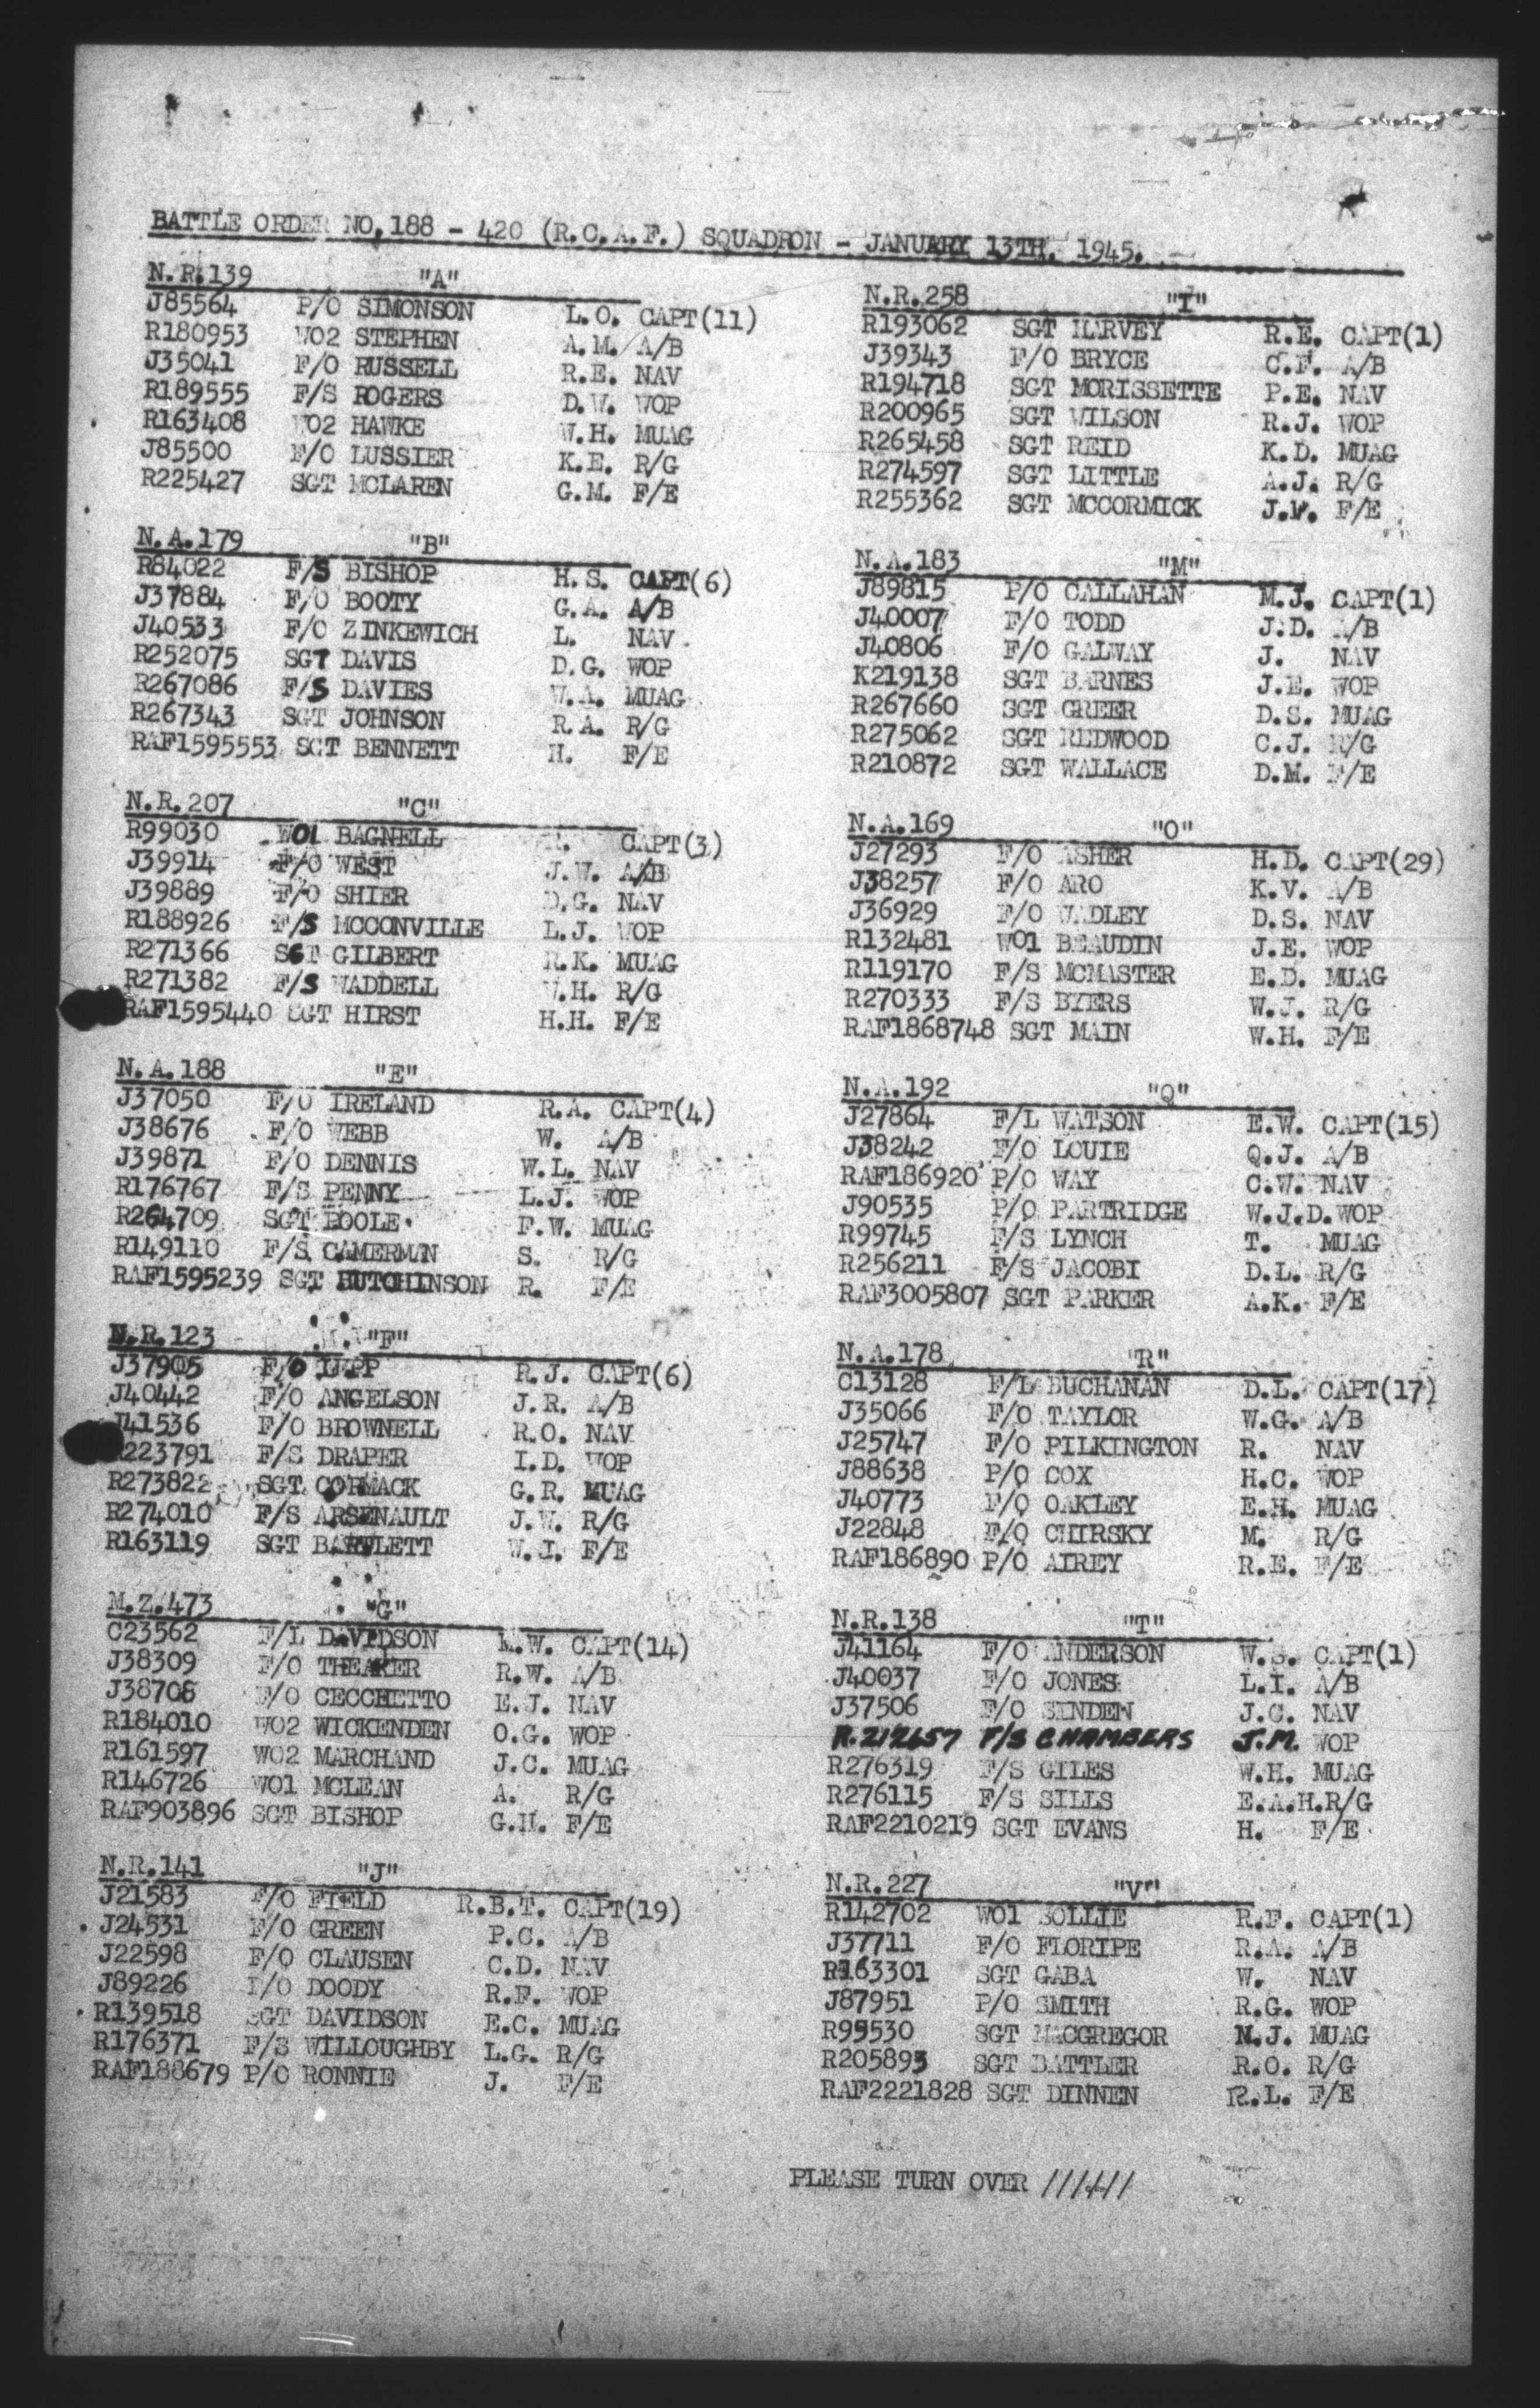 BATTLE ORDER NO. 188 - 420 (R.C.A.F.) SQUADRON - JANUARY 13TH. 1945.
N.R.139 "A"
J85564 P/O SIMONSON L.O. CAPT(11)
R180953 WO2 STEPHEN A.M. A/B
J35041 F/O RUSSELL R.E. NAV
R189555 F/S ROGERS D.W. WOP
R163408 WO2 HAWKE W.H. MUAG
J85500 F/O LUSSIER K.E. R/G
R225427 SGT MCLAREN G.M. F/E
N.A.179 "B"
R84022 F/S BISHOP H.S. CAPT(6)
J37884 F/O BOOTY G.A. A/B
J40533 F/O ZINKEWICH L. NAV
R252075 SGT DAVIS D.G. WOP
R267086 F/S DAVIES W.A. MUAG
R267343 SGT JOHNSON R.A. R/G
RAF1595553 SGT BENNETT H. F/E
N.R.207 "C"
R99030 WO1 BAGNELL CAPT(3)
J39914 F/O WEST J.W. A/B
J39889 F/O SHIER D.G. NAV
R188926 F/S MCCONVILLE L.J. WOP
R271366 SGT GILBERT R.K. MUAG
R271382 F/S WADDELL W.H. R/G
RAF1595440 SGT HIRST H.H. F/E
N.A.188 "E"
J37050 F/O IRELAND R.A. CAPT(4)
J38676 F/O WEBB W. A/B
J39871 F/O DENNIS W.L. NAV
R176767 F/S PENNY L.J. WOP
R264709 SGT POOLE F.W. MUAG
R149110 F/S CAMERMAN S. R/G
RAF1595239 SGT HUTCHINSON R. F/E
N.R.123 "F"
J37905 F/O LEPP R.J. CAPT(6)
J40442 F/O ANGELSON J.R. A/B
J41536 F/O BROWNELL R.O. NAV
R223791 F/S DRAPER I.D. WOP
R273822 SGT CORMACK G.R. MUAG
R274010 F/S ARSENAULT J.W. R/G
R163119 SGT BARTLETT W.J. F/E
M.Z.473 "G"
C23562 F/L DAVIDSON M.W. CAPT(14)
J38309 F/O THEAKER R.W. A/B
J38708 F/O CECCHETTO E.J. NAV
R184010 WO2 WICKENDEN O.G. WOP
R161597 WO2 MARCHAND J.C. MUAG
R146726 WO1 MCLEAN A. R/G
RAF903896 SGT BISHOP G.H. F/E
N.R.141 "J"
J21583 F/O FIELD R.B.T. CAPT(19)
J24531 F/O GREEN P.C. A/B
J22598 F/O CLAUSEN C.D. NAV
J89226 P/O DOODY R.F. WOP
R139518 SGT DAVIDSON E.C. MUAG
R176371 F/S WILLOUGHBY L.G. R/G
RAF188679 P/O RONNIE J. F/E
N.R.258 "I"
R193062 SGT HARVEY R.E. CAPT(1)
J39343 F/O BRYCE C.F. A/B
R194718 SGT MORISSETTE P.E. NAV
R200965 SGT WILSON R.J. WOP
R265458 SGT REID K.D. MUAG
R274597 SGT LITTLE A.J. R/G
R255362 SGT MCCORMICK J.W. F/E
N.A.183 "M"
J89815 P/O CALLAHAN M.J. CAPT(1)
J40007 F/O TODD J.D. A/B
J40806 F/O GALWAY J. NAV
K219138 SGT BARNES J.E. WOP
R267660 SGT GREER D.S. MUAG
R275062 SGT REDWOOD C.J. R/G
R210872 SGT WALLACE D.M. F/E
N.A.169 "O"
J27293 F/O ASHER H.D. CAPT(29)
J38257 F/O ARO K.V. A/B
J36929 F/O WADLEY D.S. NAV
R132481 WO1 BEAUDIN J.E. WOP
R119170 F/S MCMASTER E.D. MUAG
R270333 F/S BYERS W.J. R/G
RAF1868748 SGT MAIN W.H. F/E
N.A.192 "Q"
J27864 F/L WATSON E.W. CAPT(15)
J38242 F/O LOUIE Q.J. A/B
RAF186920 P/O WAY C.W. NAV
J90535 P/O PARTRIDGE W.J.D. WOP
R99745 F/S LYNCH T. MUAG
R256211 F/S JACOBI D.L. R/G
RAF3005807 SGT PARKER A.K. F/E
N.A.178 "R"
C13128 F/L BUCHANAN D.L. CAPT(17)
J35066 F/O TAYLOR W.G. A/B
J25747 F/O PILKINGTON R. NAV
J88638 P/O COX H.C. WOP
J40773 F/O OAKLEY E.H. MUAG
J22848 F/O CHIRSKY M. R/G
RAF186890 P/O AIREY R.E. F/E
N.R.138 "T"
J41164 F/O ANDERSON W.S. CAPT(1)
J40037 F/O JONES L.I. A/B
J37506 F/O SINDEN J.C. NAV
R.212657 F/S CHAMBERS J.M. WOP
R276319 F/S GILES W.H. MUAG
R276115 F/S SILLS E.A.H. R/G
RAF2210219 SGT EVANS H. F/E
N.R.227 "V"
R142702 WO1 SOLLIE R.F. CAPT(1)
J37711 F/O FLORIPE R.A. A/B
R163301 SGT GABA W. NAV
J87951 P/O SMITH R.G. WOP
R99530 SGT MACGREGOR N.J. MUAG
R205893 SGT BATTLER R.O. R/G
RAF2221828 SGT DINNEN R.L. F/E
PLEASE TURN OVER //////